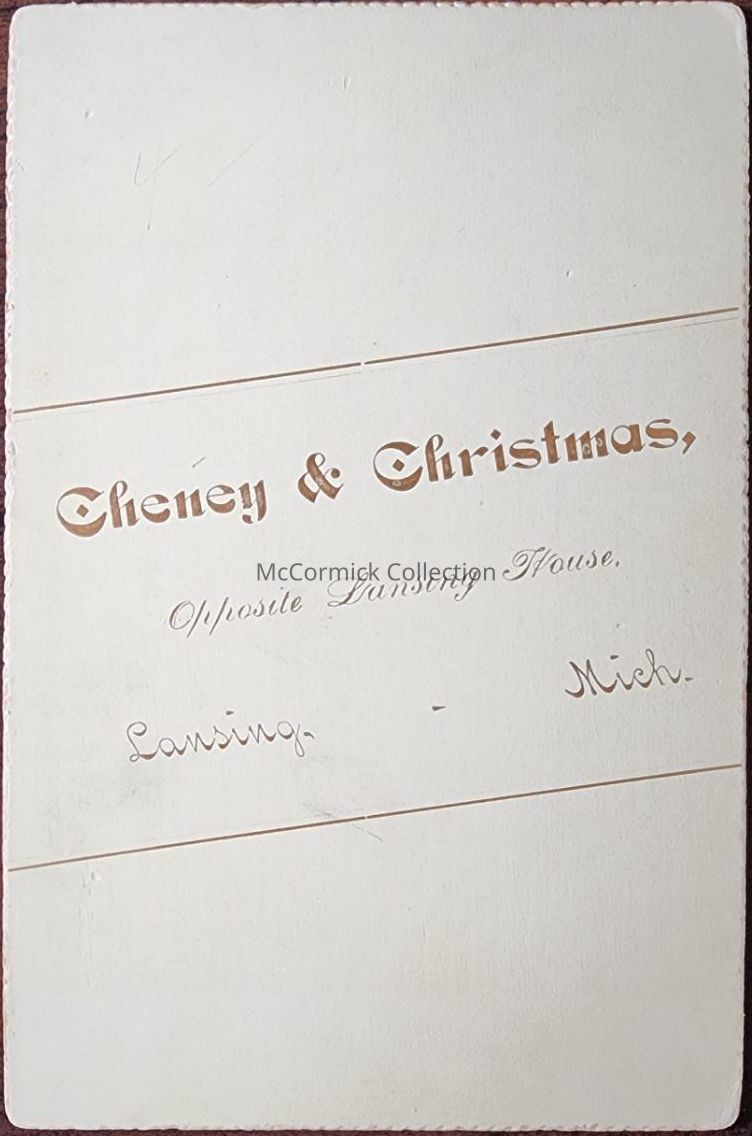 Cheney & Christmas,
Opposite Lansing House.
McCormick Collection
Lansing. - Mich.